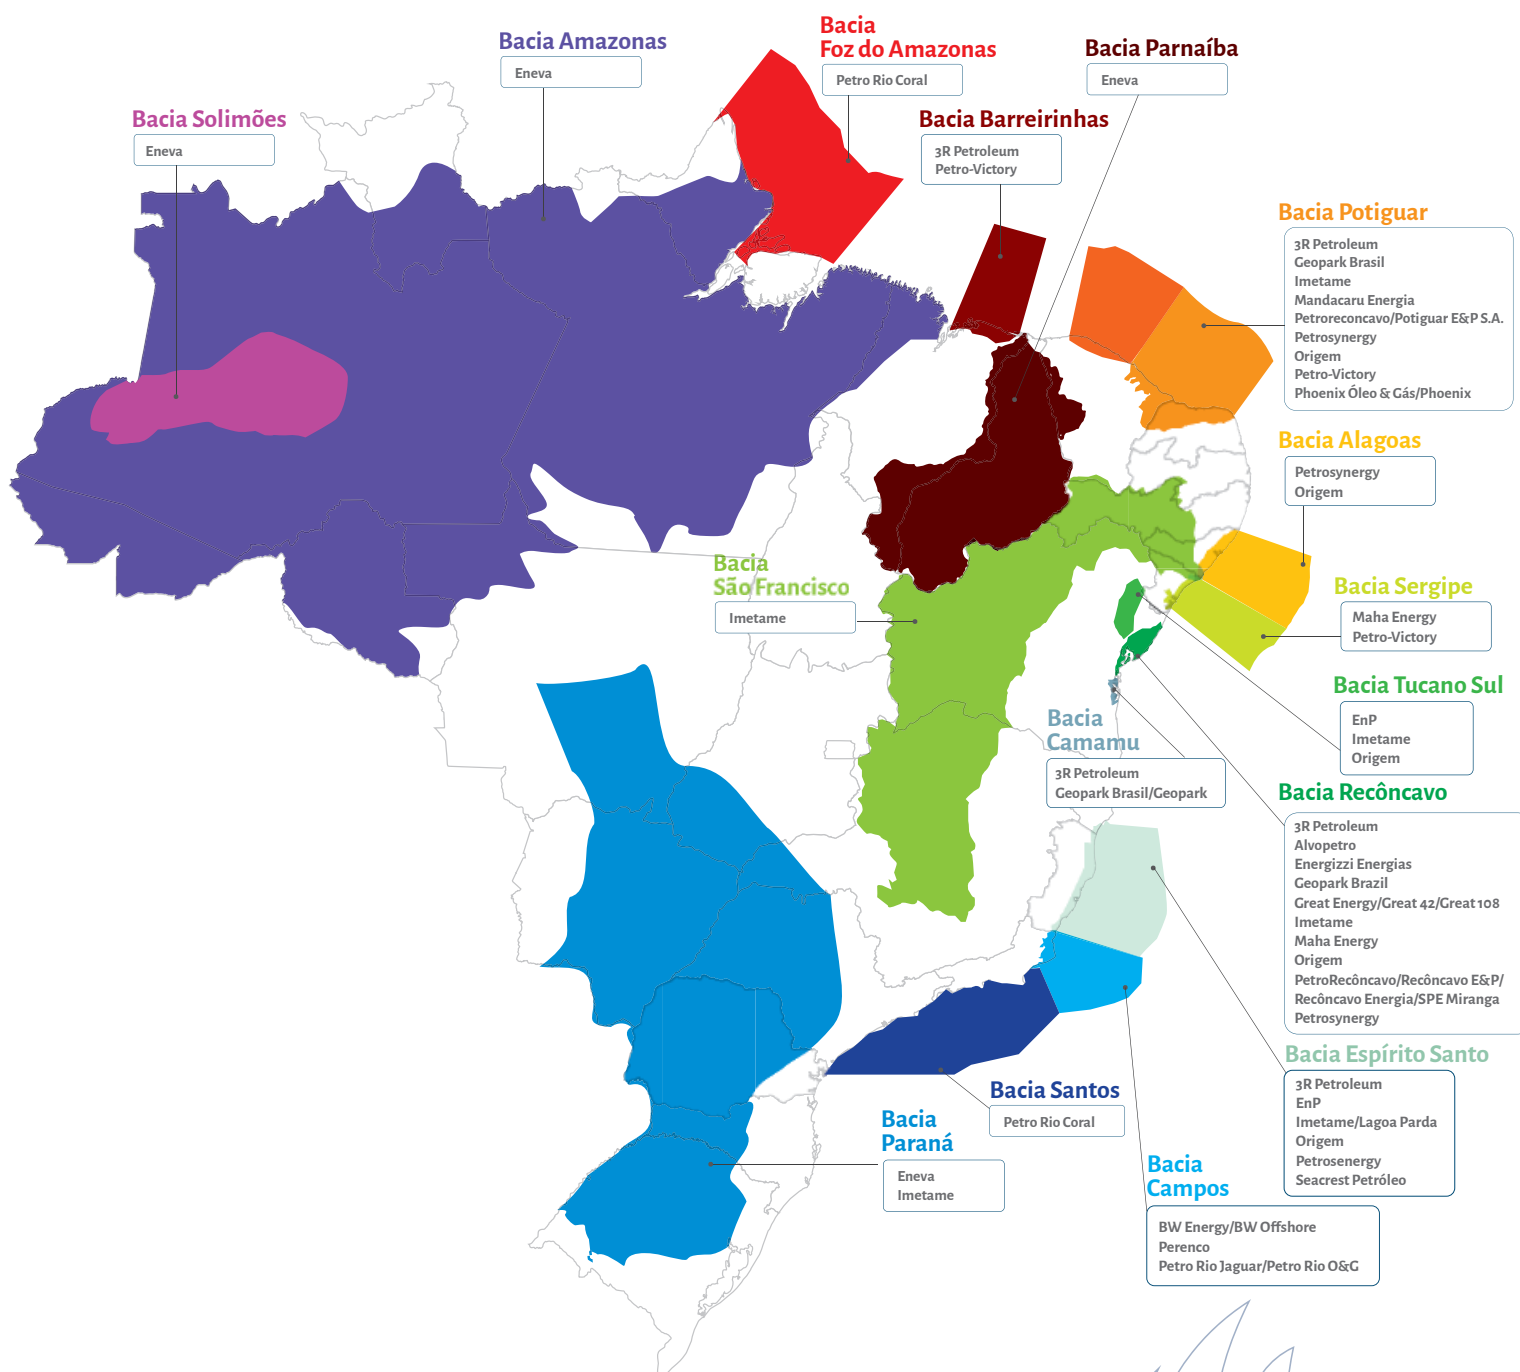 Bacia
Foz do Amazonas
Petro Rio Coral
Bacia Amazonas
Eneva
Bacia Parnaíba
Eneva
Bacia Solimões
Eneva
Bacia Barreirinhas
3R Petroleum
Petro-Victory
Bacia Potiguar
3R Petroleum
Geopark Brasil
Imetame
Mandacaru Energia
Petroreconcavo/Potiguar E&P S.A.
Petrosynergy
Origem
Petro-Victory
Phoenix Óleo & Gás/Phoenix
Bacia Alagoas
Petrosynergy
Origem
Bacia
São Francisco
Imetame
Bacia Sergipe
Maha Energy
Petro-Victory
Bacia Tucano Sul
EnP
Imetame
Origem
Bacia
Camamu
3R Petroleum
Geopark Brasil/Geopark
Bacia Recôncavo
3R Petroleum
Alvopetro
Energizzi Energias
Geopark Brazil
Great Energy/Great 42/Great 108
Imetame
Maha Energy
Origem
PetroRecôncavo/Recôncavo E&P/
Recôncavo Energia/SPE Miranga
Petrosynergy
Bacia Espírito Santo
3R Petroleum
EnP
Imetame/Lagoa Parda
Origem
Petrosenergy
Seacrest Petróleo
Bacia Santos
Petro Rio Coral
Bacia
Paraná
Eneva
Imetame
Bacia
Campos
BW Energy/BW Offshore
Perenco
Petro Rio Jaguar/Petro Rio O&G